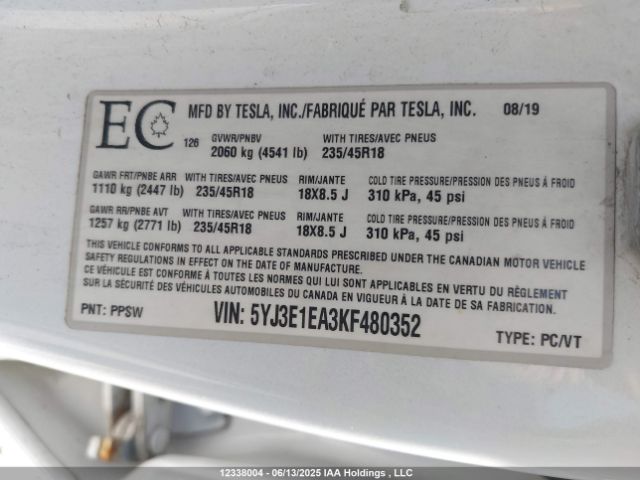 EC MFD BY TESLA, INC./FABRIQUÉ PAR TESLA, INC. 08/19
126 GVWR/PNBV WITH TIRES/AVEC PNEUS
2060 kg (4541 lb) 235/45R18
GAWR FRT/PNBE ARR WITH TIRES/AVEC PNEUS RIM/JANTE COLD TIRE PRESSURE/PRESSION DES PNEUS À FROID
1110 kg (2447 lb) 235/45R18 18X8.5 J 310 kPa, 45 psi
GAWR RR/PNBE AVT WITH TIRES/AVEC PNEUS RIM/JANTE COLD TIRE PRESSURE/PRESSION DES PNEUS À FROID
1257 kg (2771 lb) 235/45R18 18X8.5 J 310 kPa, 45 psi
THIS VEHICLE CONFORMS TO ALL APPLICABLE STANDARDS PRESCRIBED UNDER THE CANADIAN MOTOR VEHICLE
SAFETY REGULATIONS IN EFFECT ON THE DATE OF MANUFACTURE.
CE VÉHICULE EST CONFORME À TOUTES LES NORMES QUI LUI SONT APPLICABLES EN VERTU DU RÈGLEMENT
SUR LA SÉCURITÉ DES VÉHICULES AUTOMOBILES DU CANADA EN VIGUEUR À LA DATE DE SA FABRICATION.
PNT: PPSW VIN: 5YJ3E1EA3KF480352 TYPE: PC/VT
12338004 - 06/13/2025 IAA Holdings , LLC